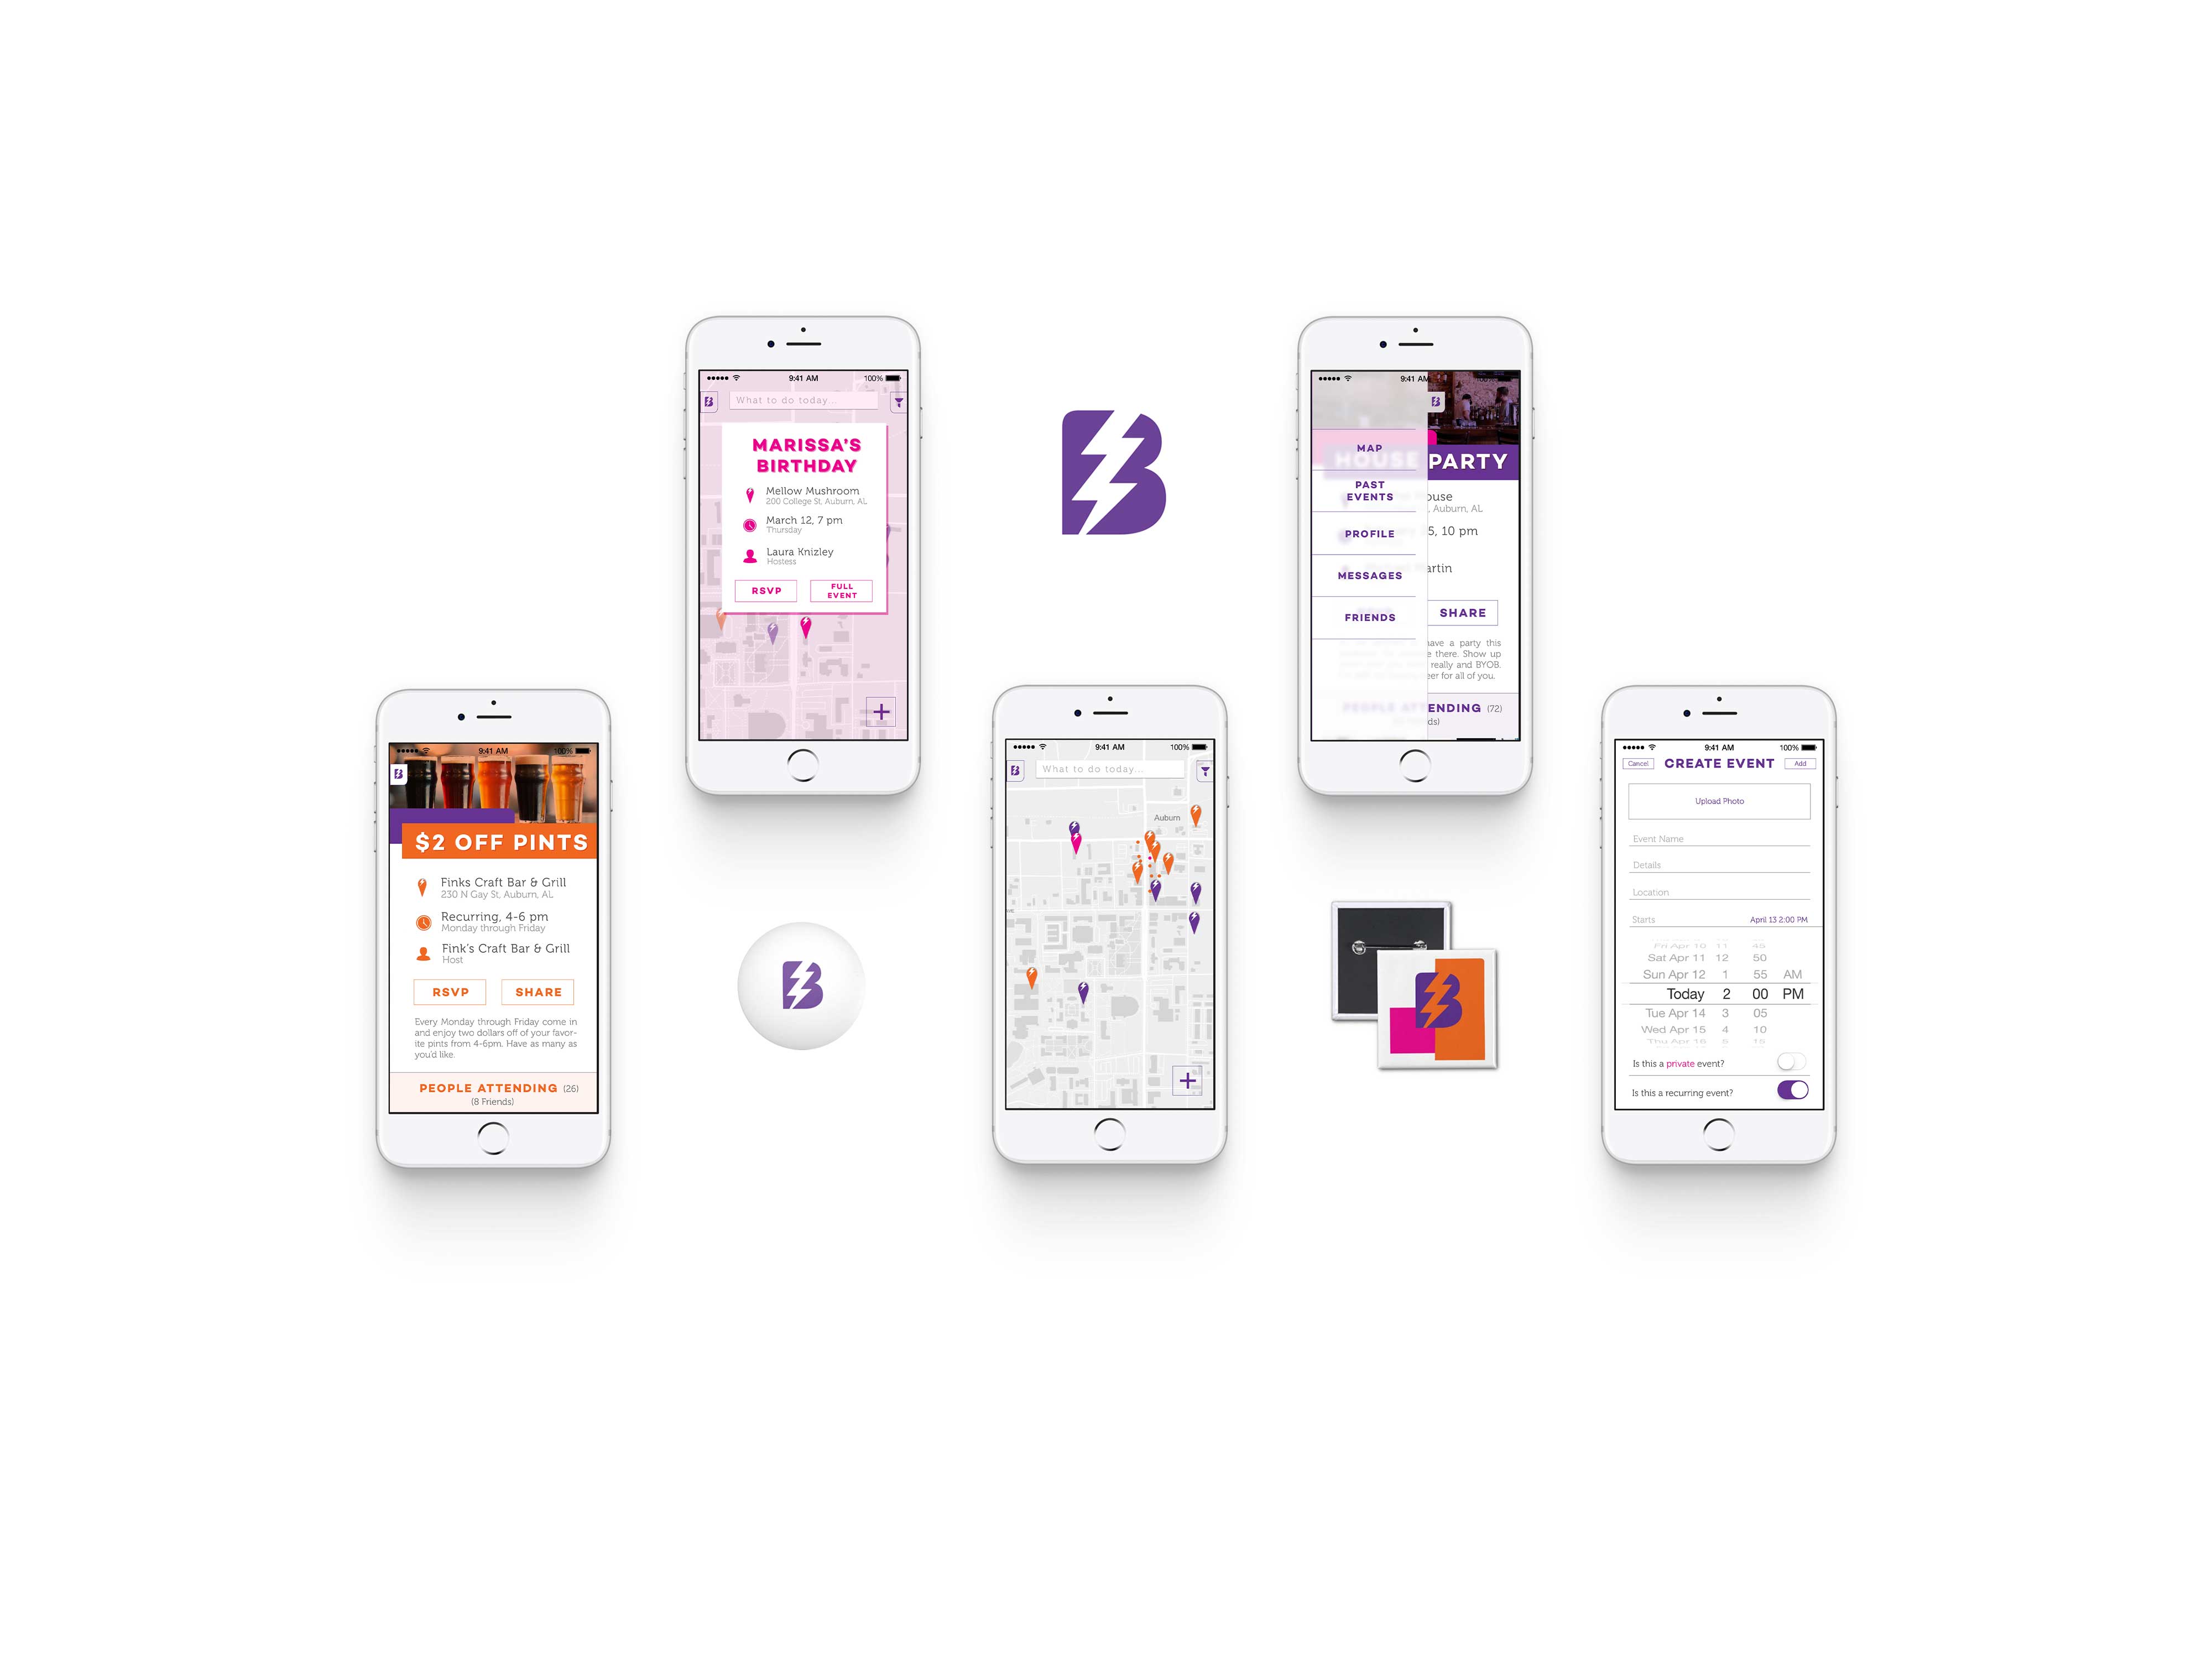 9:41 AM 100%
What to do today...
MARISSA'S
BIRTHDAY
Mellow Mushroom
200 College St, Auburn, AL
March 12, 7 pm
Thursday
Laura Knizley
Hostess
RSVP
FULL
EVENT
B
9:41 AM
MAP
HOUSE PARTY
PAST
EVENTS
ouse
, Auburn, AL
PROFILE
5, 10 pm
MESSAGES
artin
FRIENDS
SHARE
have a party this
there. Show up
really and BYOB.
eer for all of you.
PEOPLE ATTENDING (72)
ds)
9:41 AM 100%
$2 OFF PINTS
Finks Craft Bar & Grill
230 N Gay St, Auburn, AL
Recurring, 4-6 pm
Monday through Friday
Fink's Craft Bar & Grill
Host
RSVP
SHARE
Every Monday through Friday come in
and enjoy two dollars off of your favor-
ite pints from 4-6pm. Have as many as
you'd like.
PEOPLE ATTENDING (26)
(8 Friends)
B
9:41 AM 100%
What to do today...
Auburn
B
9:41 AM 100%
Cancel CREATE EVENT Add
Upload Photo
Event Name
Details
Location
Starts April 13 2:00 PM
Fri Apr 10 11 45
Sat Apr 11 12 50
Sun Apr 12 1 55 AM
Today 2 00 PM
Tue Apr 14 3 05
Wed Apr 15 4 10
Thu Apr 16 5 15
Is this a private event?
Is this a recurring event?